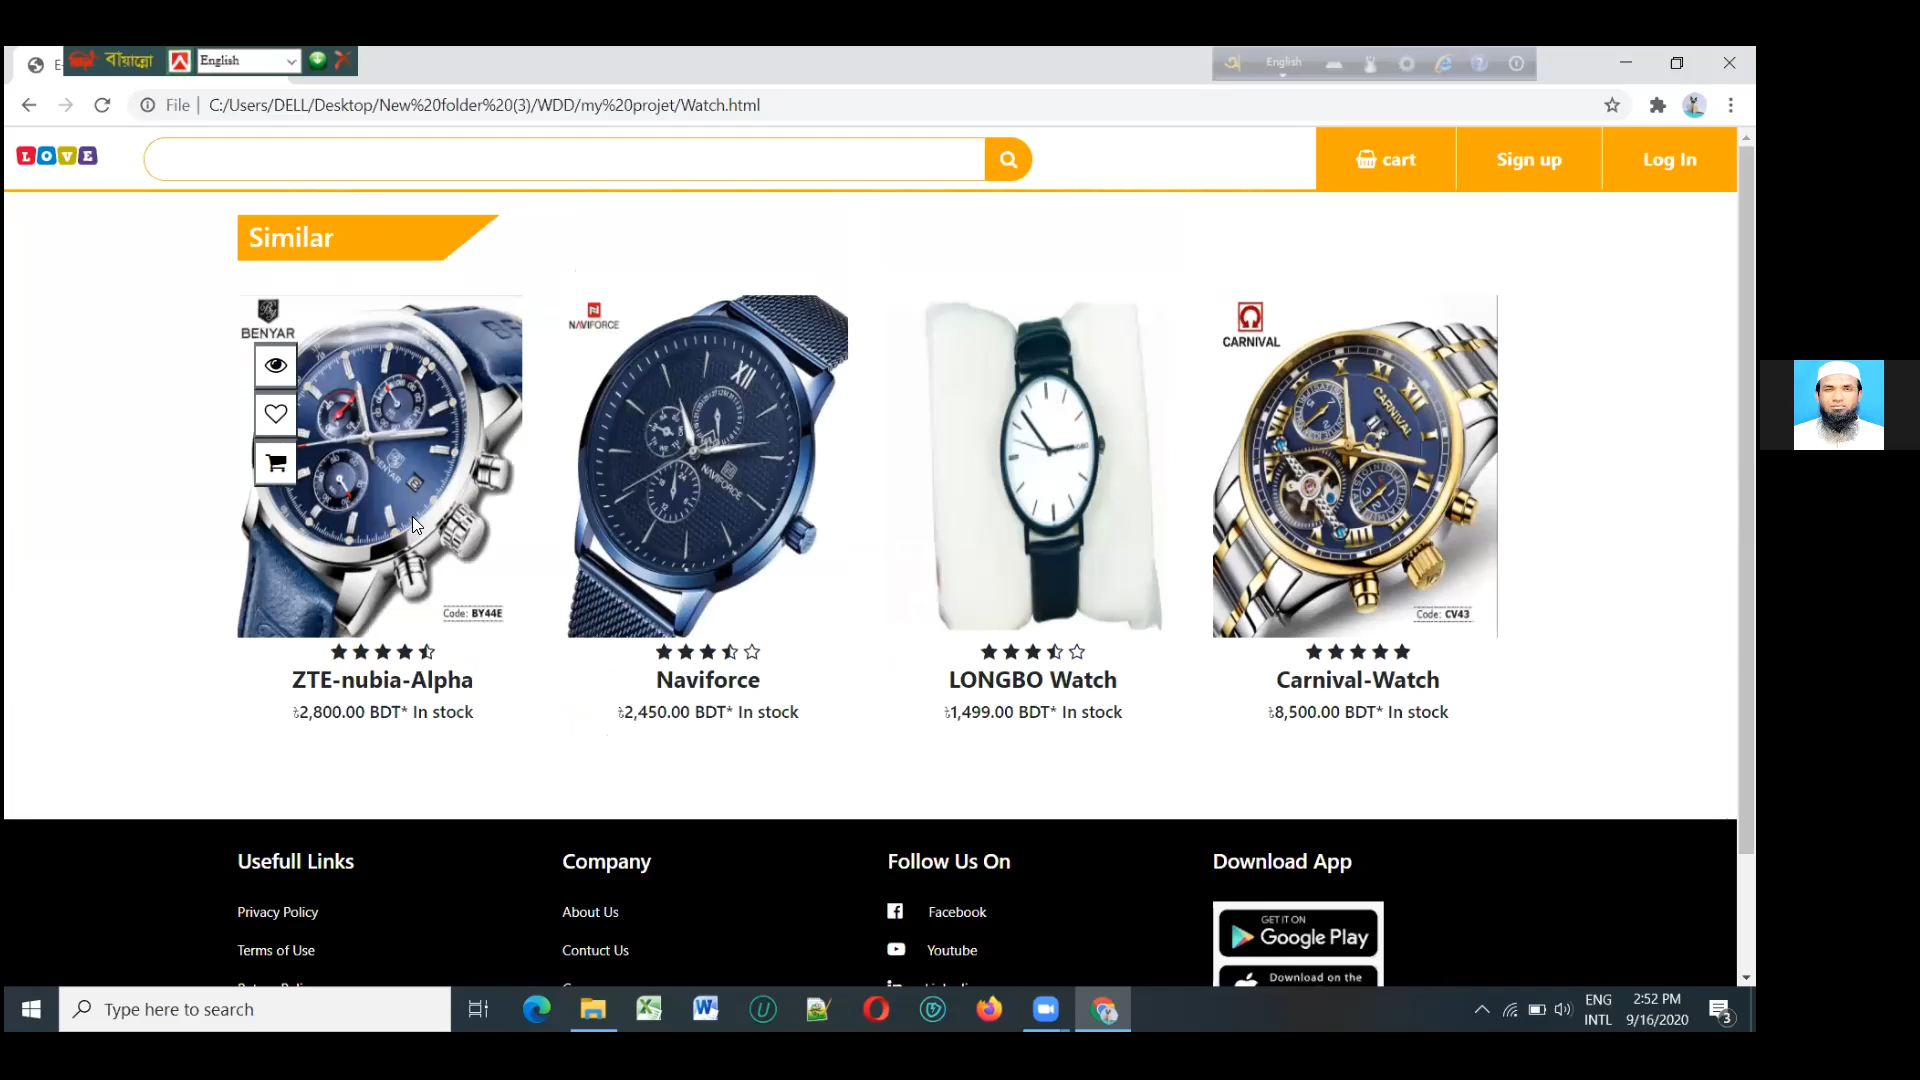 E-
বাঁয়ান্নো
English
English
File
C:/Users/DELL/Desktop/New%20folder%20(3)/WDD/my%20projet/Watch.html
LOVE
cart
Sign up
Log In
Similar
BENYAR
Code: BY44E
NAVIFORCE
XII
NAVIFORCE
CARNIVAL
CARNIVAL
Code: CV43
ZTE-nubia-Alpha
৳2,800.00 BDT* In stock
Naviforce
৳2,450.00 BDT* In stock
LONGBO Watch
৳1,499.00 BDT* In stock
Carnival-Watch
৳8,500.00 BDT* In stock
Usefull Links
Privacy Policy
Terms of Use
Company
About Us
Contuct Us
Follow Us On
Facebook
Youtube
Download App
GET IT ON
Google Play
Download on the
Type here to search
ENG
INTL
2:52 PM
9/16/2020
3